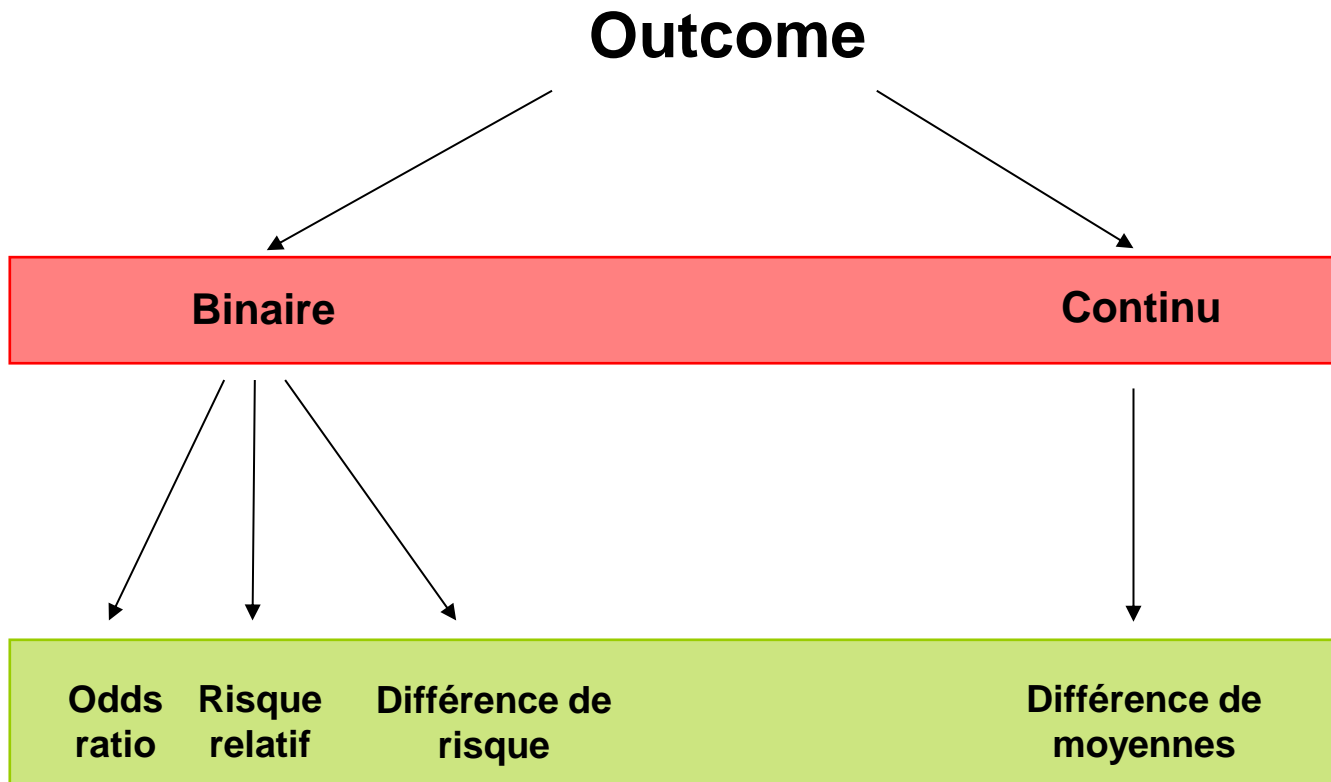 Outcome
Binaire
Continu
Odds
ratio
Risque
relatif
Différence de
risque
Différence de
moyennes